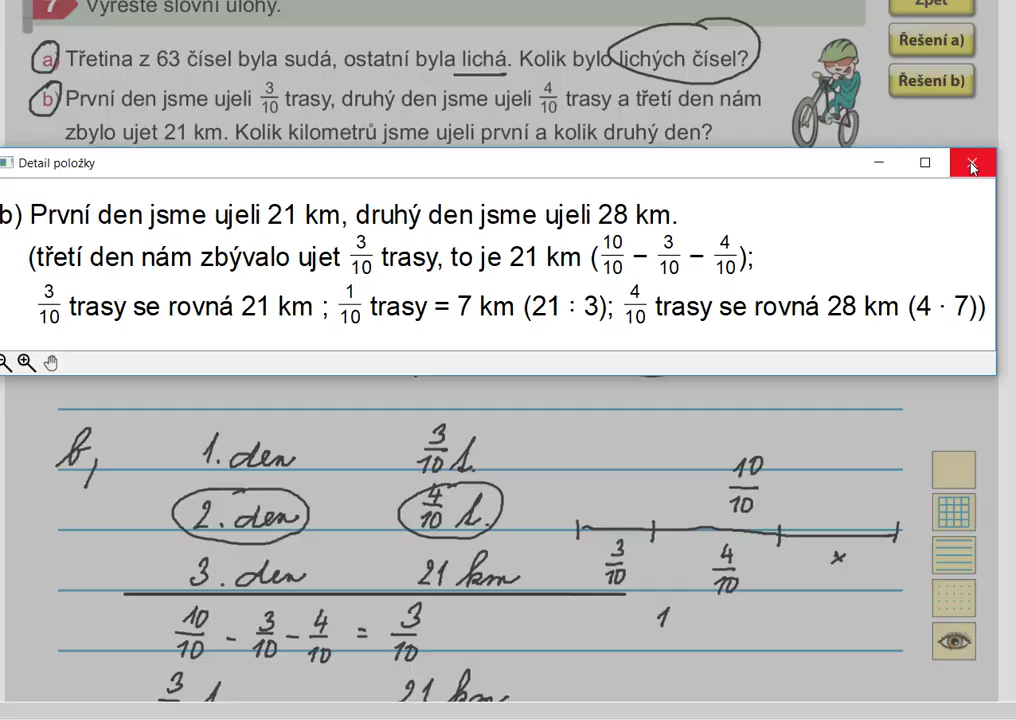 7 Vyřešte slovní úlohy.
Zpět
a) Třetina z 63 čísel byla sudá, ostatní byla lichá. Kolik bylo lichých čísel?
Řešení a)
b) První den jsme ujeli 3/10 trasy, druhý den jsme ujeli 4/10 trasy a třetí den nám
Řešení b)
zbylo ujet 21 km. Kolik kilometrů jsme ujeli první a kolik druhý den?
Detail položky
b) První den jsme ujeli 21 km, druhý den jsme ujeli 28 km.
(třetí den nám zbývalo ujet 3/10 trasy, to je 21 km (10/10 − 3/10 − 4/10);
3/10 trasy se rovná 21 km ; 1/10 trasy = 7 km (21 : 3); 4/10 trasy se rovná 28 km (4 · 7))
b, 1. den 3/10 t.
10/10
2. den 4/10 t.
3/10 4/10 x
3. den 21 km
1
10/10 - 3/10 - 4/10 = 3/10
21 km